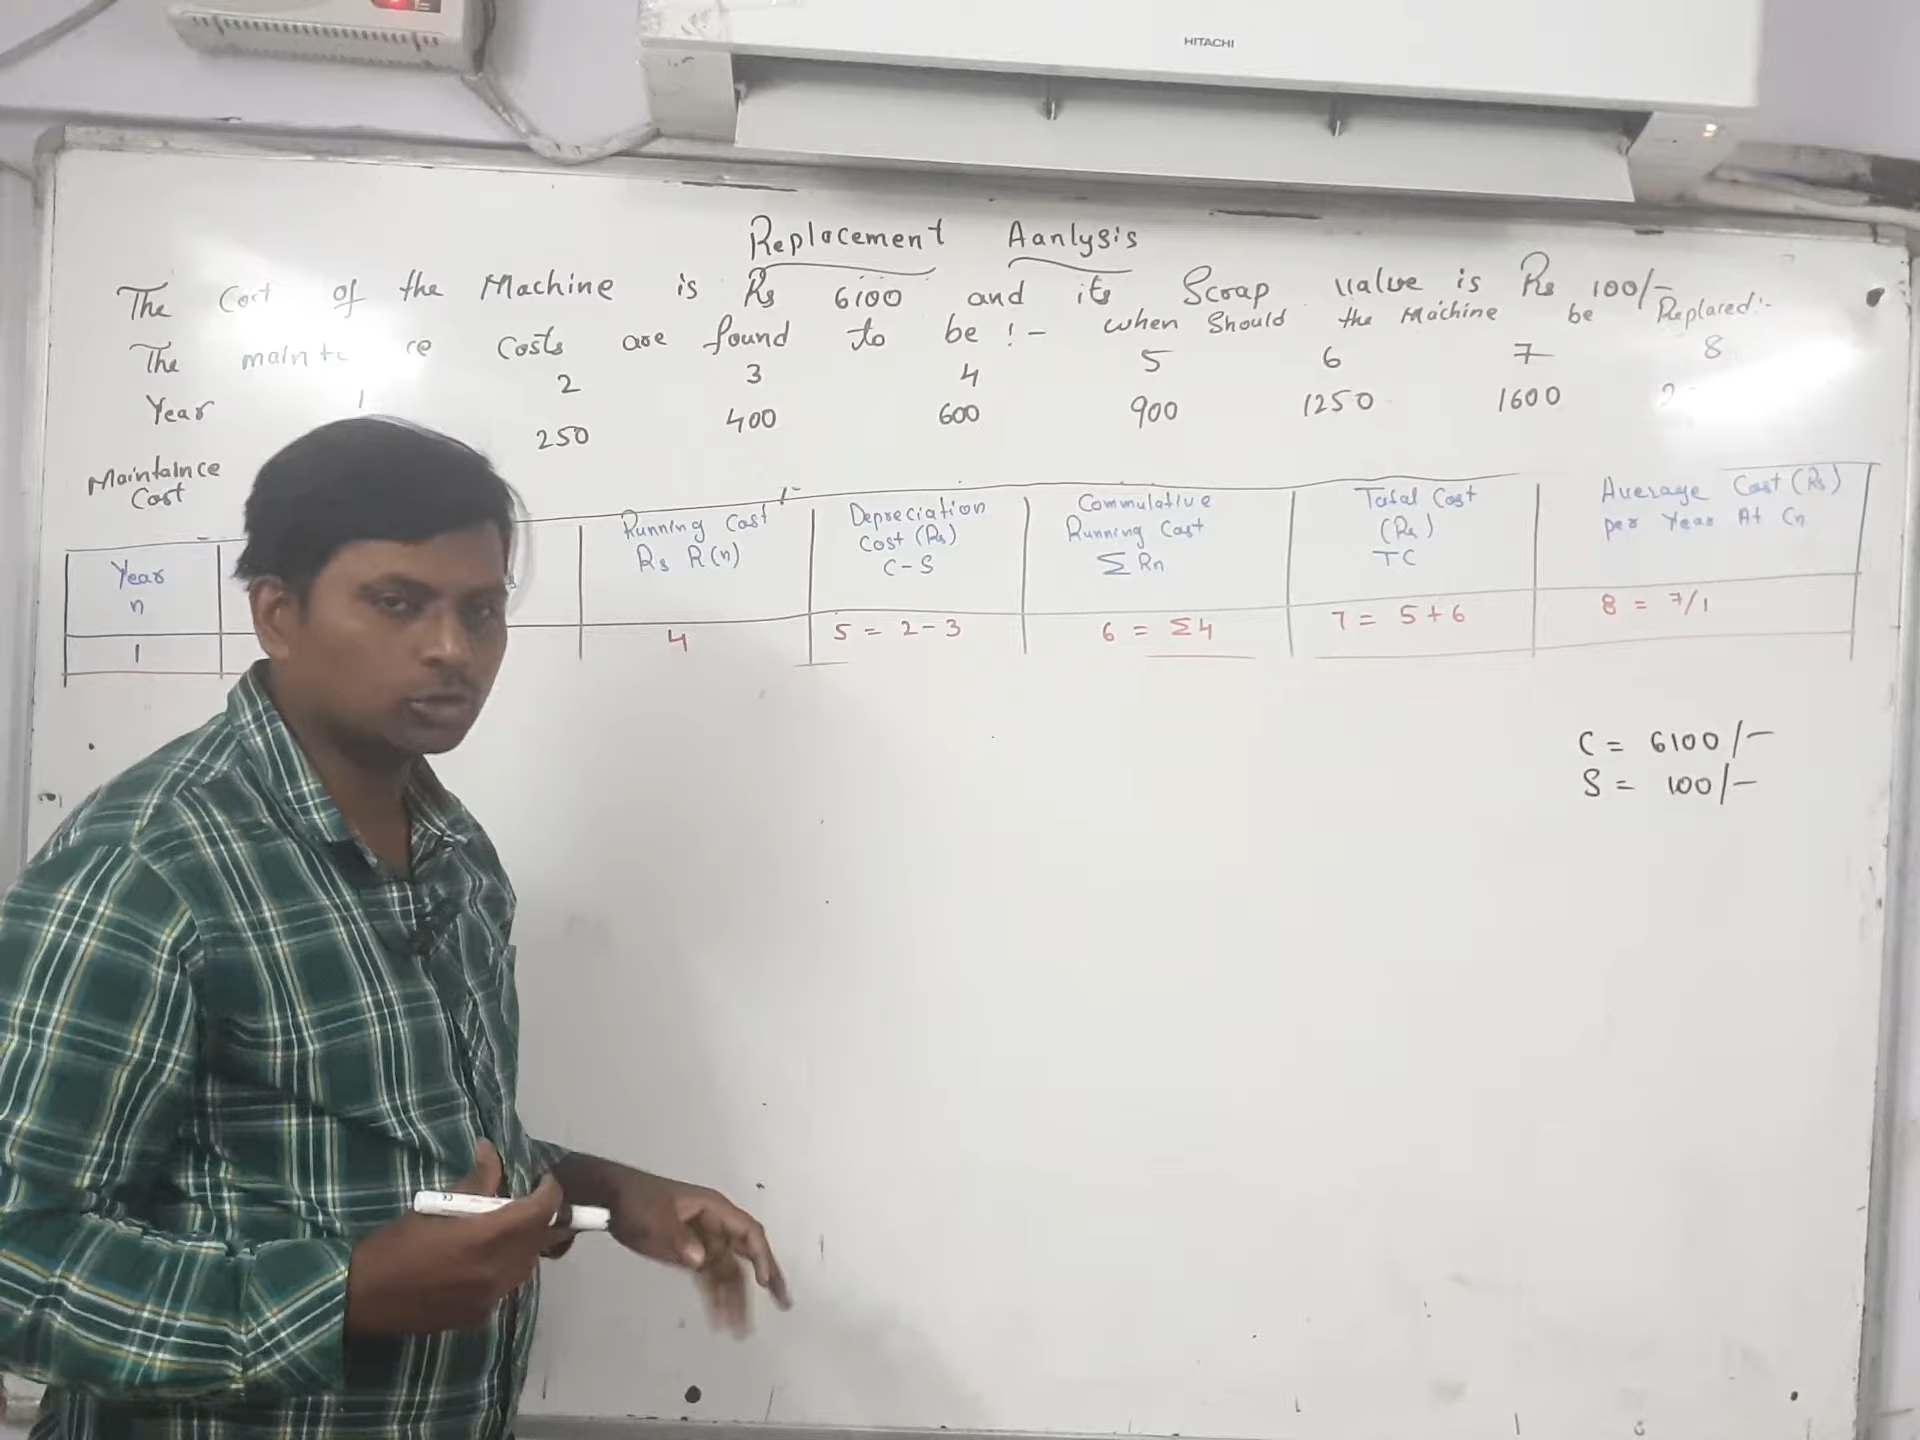 HITACHI
Replacement Aanlysis
The Cost of the Machine is Rs 6100 and its Scrap value is Rs 100/-
The costs are found to be :- when Should the Machine be Replaced:-
Year 1 2 3 4 5 6 7 8
Maintaince Cost 250 400 600 900 1250 1600
Year n
Running Cost Rs R(n)
Depreciation Cost (Rs) C-S
Commulative Running Cost Σ Rn
Total Cost (Rs) TC
Average Cost (Rs) per Year At Cn
1 4 5 = 2-3 6 = Σ4 7 = 5+6 8 = 7/1
C = 6100/-
S = 100/-